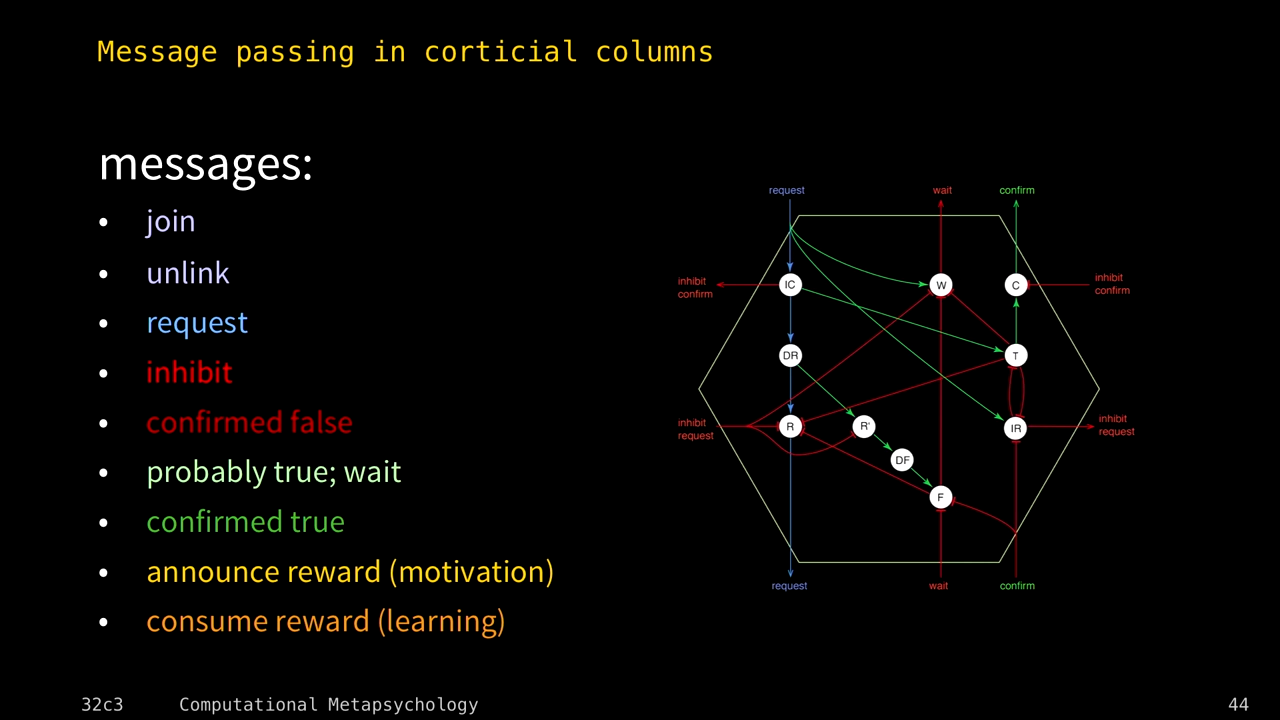 Message passing in corticial columns
messages:
• join
• unlink
• request
• inhibit
• confirmed false
• probably true; wait
• confirmed true
• announce reward (motivation)
• consume reward (learning)
request
wait
confirm
inhibit
confirm
IC
W
C
inhibit
confirm
DR
T
inhibit
request
R
R'
IR
inhibit
request
DF
F
request
wait
confirm
32c3 Computational Metapsychology 44